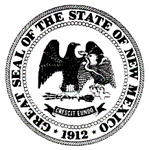 GREAT SEAL OF THE STATE OF NEW MEXICO
CRESCIT EUNDO
• 1912 •